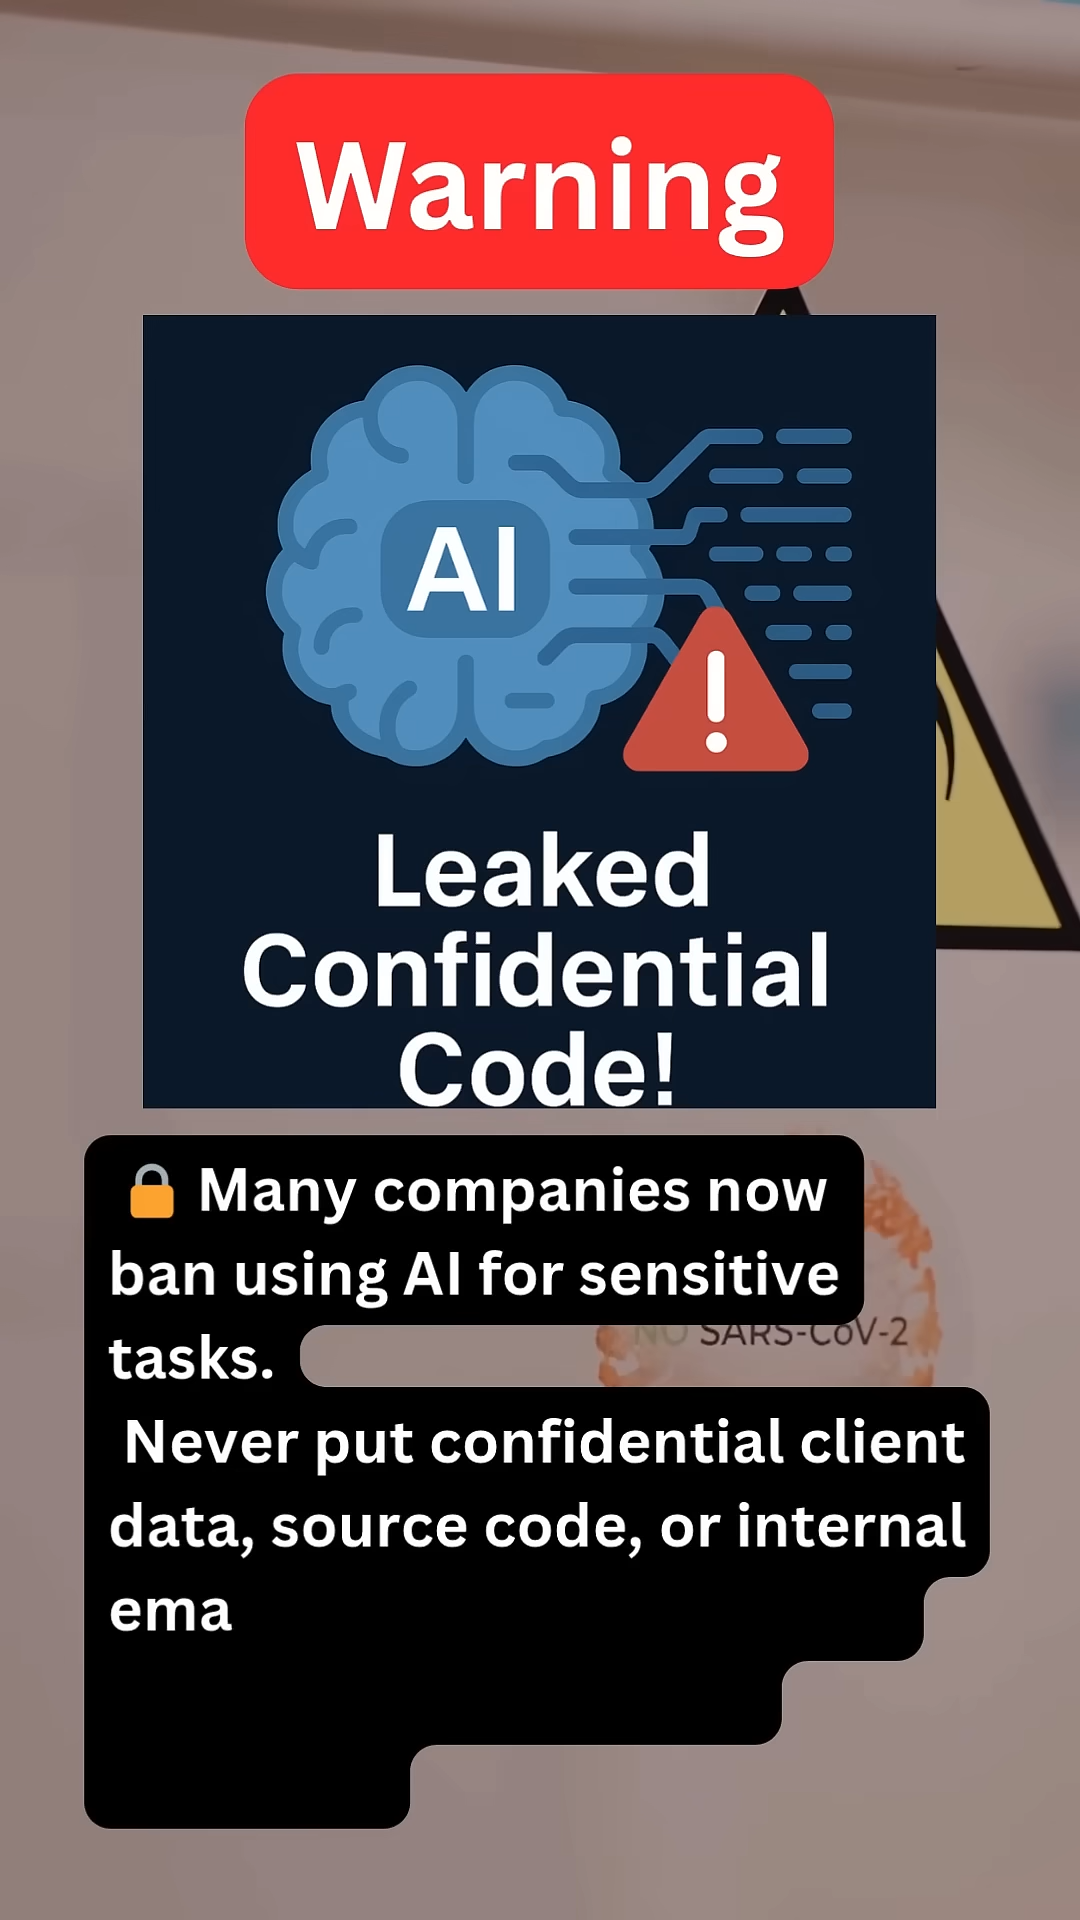 Warning
AI
Leaked
Confidential
Code!
🔒 Many companies now
ban using AI for sensitive
tasks.
NO SARS-CoV-2
Never put confidential client
data, source code, or internal
ema